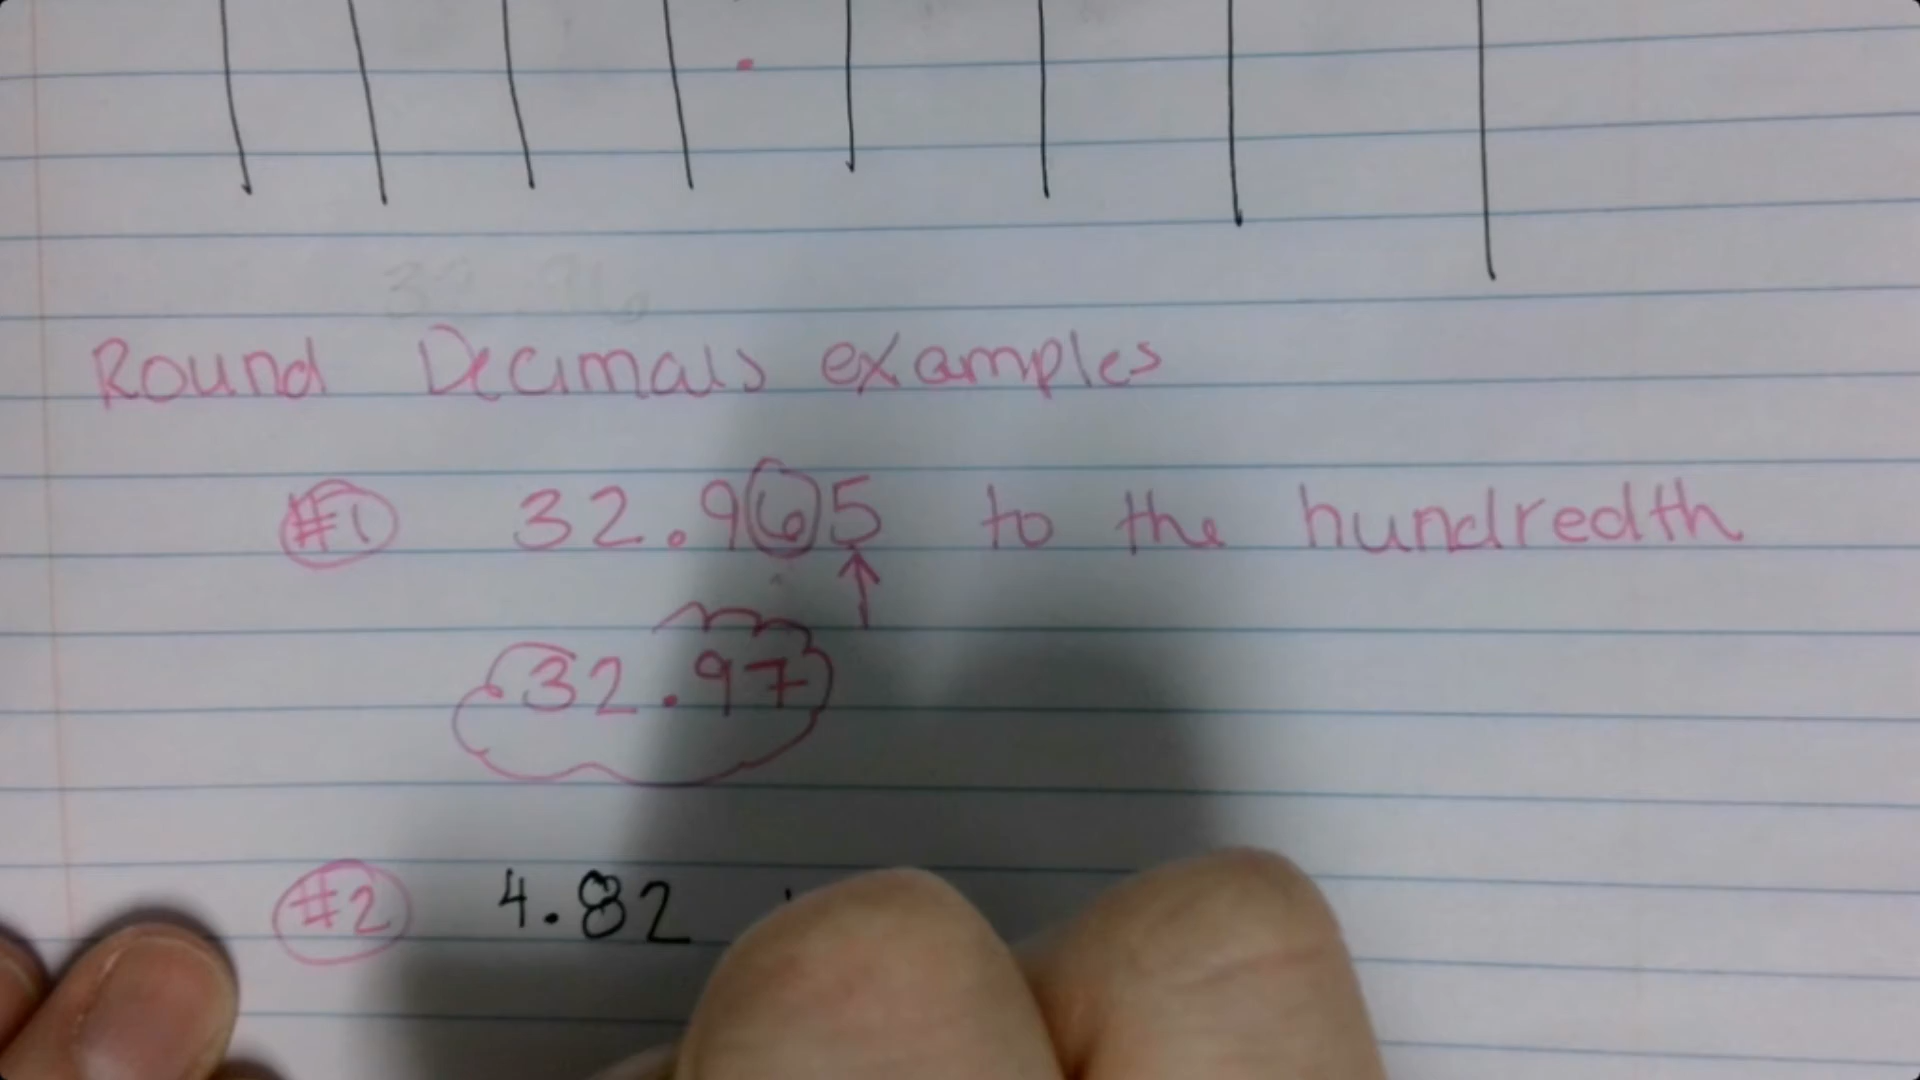 Round Decimals examples
#1 32.965 to the hundredth
32.97
#2 4.82